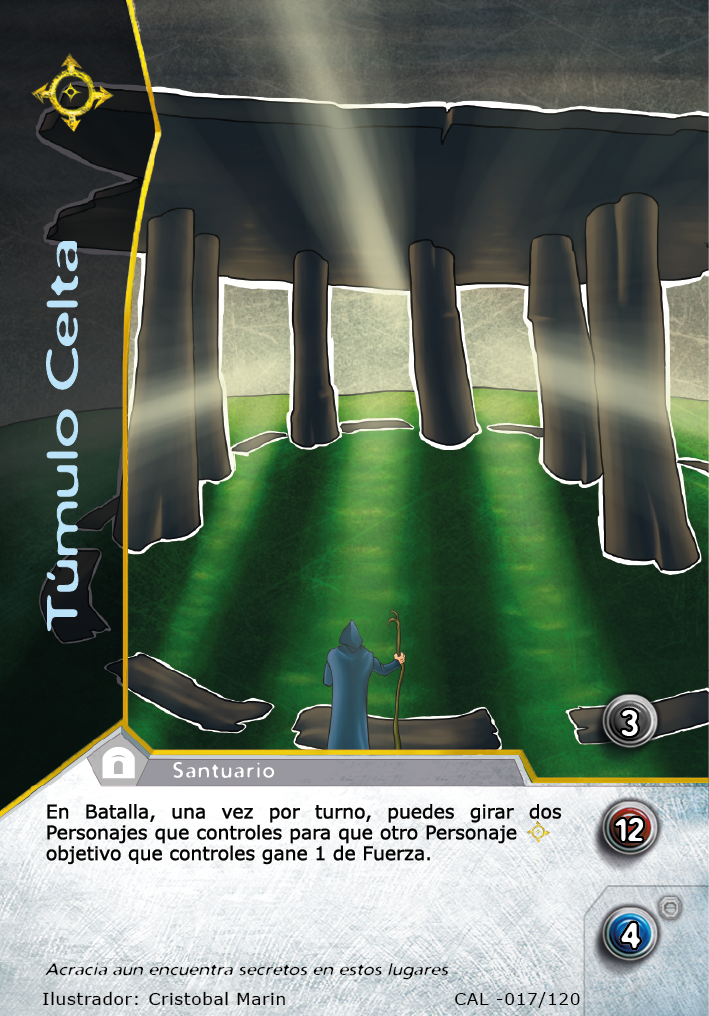 Túmulo Celta
3
Santuario
En Batalla, una vez por turno, puedes girar dos
Personajes que controles para que otro Personaje
objetivo que controles gane 1 de Fuerza.
12
4
Acracia aun encuentra secretos en estos lugares
Ilustrador: Cristobal Marin CAL -017/120